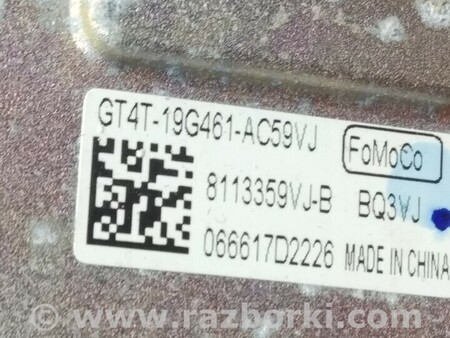 GT4T-19G461-AC59VJ FoMoCo
8113359VJ-B BQ3VJ
066617D2226 MADE IN CHINA
© www.razborki.com